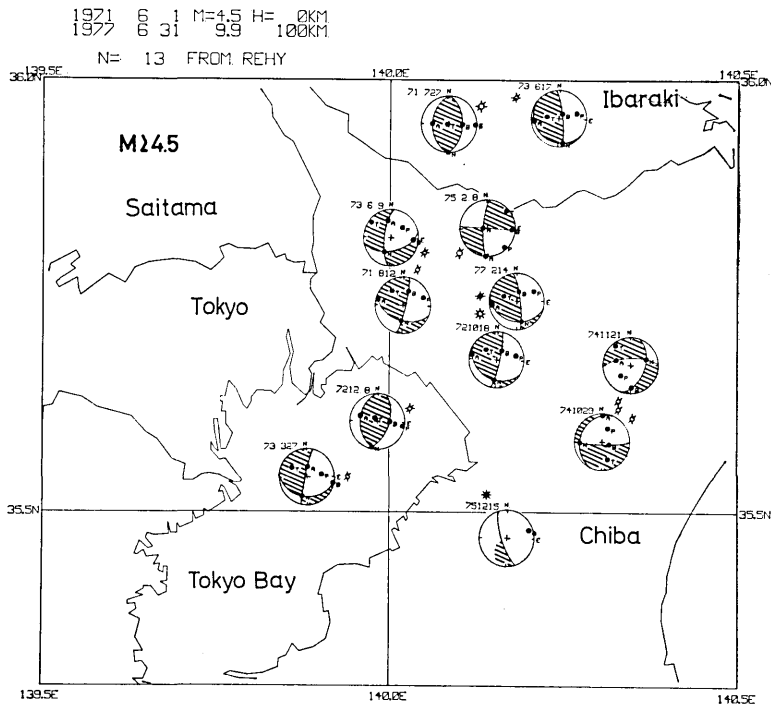 1971 6 1 M=4.5 H= 0KM
1977 6 31 9.9 100KM
N= 13 FROM REHY
139.5E 140.0E 140.5E
36.0N 36.0N
71 727
73 617
Ibaraki
M≥4.5
Saitama
73 6 9
75 2 8
71 812
77 214
Tokyo
721018
741121
7212 8
741029
73 327
35.5N 35.5N
751215
Chiba
Tokyo Bay
139.5E 140.0E 140.5E